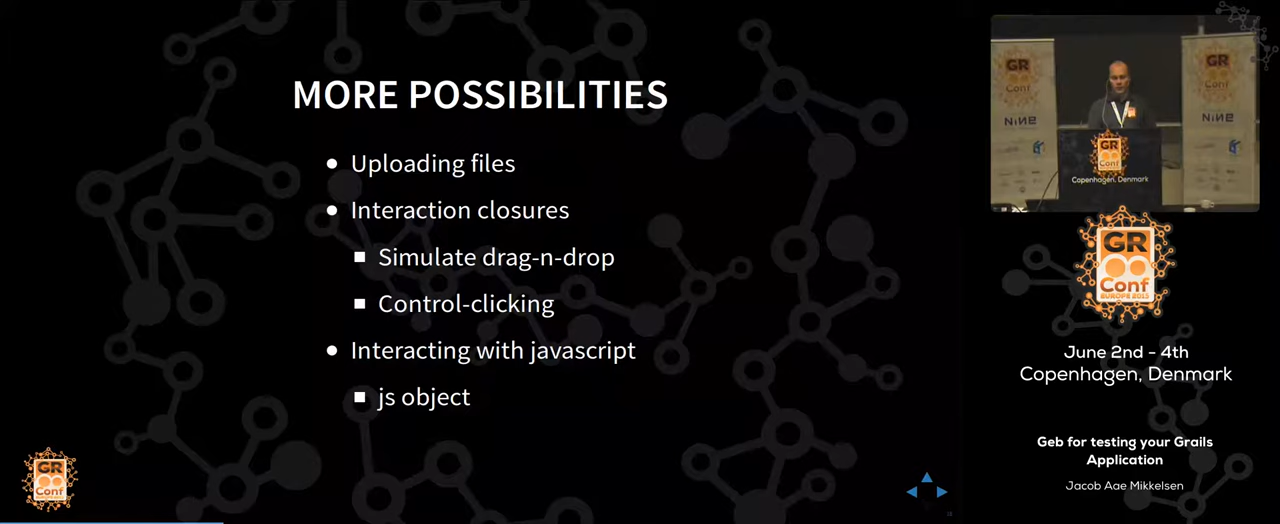 MORE POSSIBILITIES
Uploading files
Interaction closures
Simulate drag-n-drop
Control-clicking
Interacting with javascript
js object
GR
Conf
NINE
GR
Conf
NINE
GR
Conf
Copenhagen, Denmark
GR
Conf
EUROPE 2015
June 2nd - 4th
Copenhagen, Denmark
Geb for testing your Grails
Application
Jacob Aae Mikkelsen
GR
Conf